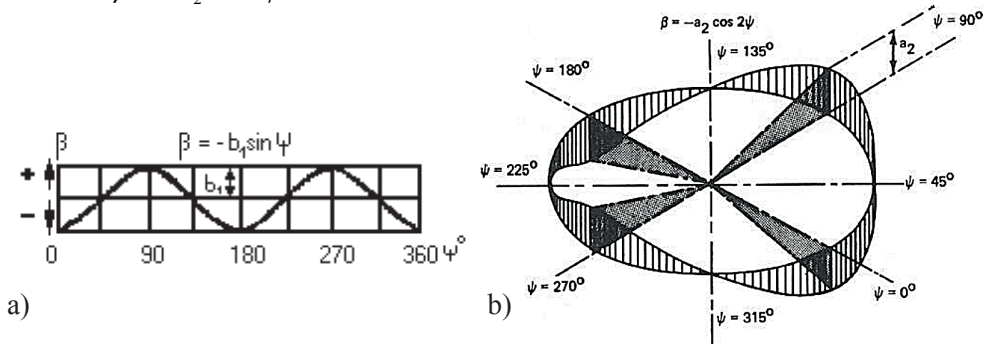 β
β = -b₁sin Ψ
+
b₁
−
0 90 180 270 360 Ψ°
a)
β = −a₂ cos 2ψ
ψ = 135°
ψ = 90°
a₂
ψ = 180°
ψ = 225°
ψ = 45°
ψ = 270°
ψ = 0°
ψ = 315°
b)